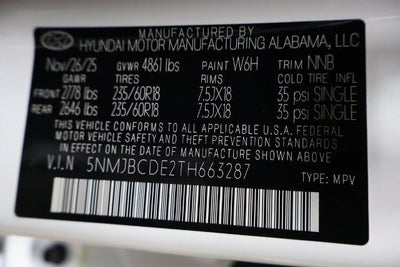 MANUFACTURED BY
HYUNDAI MOTOR MANUFACTURING ALABAMA, LLC
Nov/26/25 GVWR 4861 lbs PAINT W6H TRIM NNB
GAWR TIRES RIMS COLD TIRE INFL
FRONT 2778 lbs 235/60R18 7.5JX18 35 psi SINGLE
REAR 2646 lbs 235/60R18 7.5JX18 35 psi SINGLE
THIS VEHICLE CONFORMS TO ALL APPLICABLE U.S.A. FEDERAL
MOTOR VEHICLE SAFETY AND THEFT PREVENTION STANDARDS
IN EFFECT ON THE DATE OF MANUFACTURE SHOWN ABOVE.
V.I.N 5NMJBCDE2TH663287
TYPE: MPV